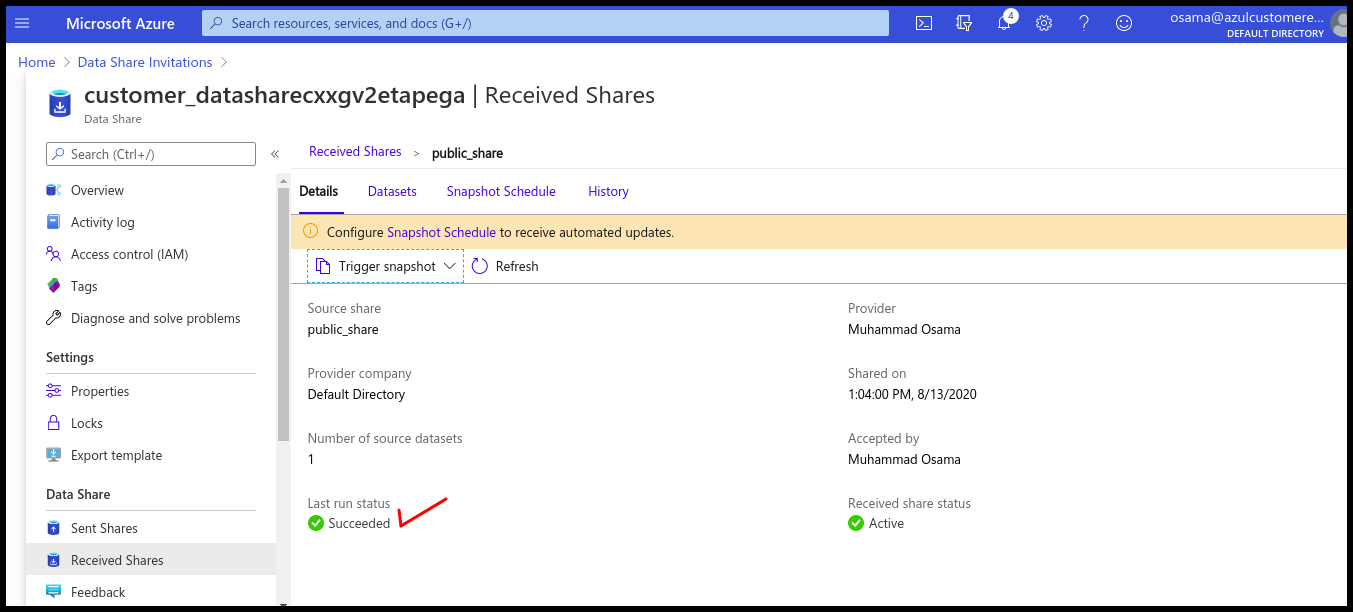 Microsoft Azure
Search resources, services, and docs (G+/)
4
osama@azulcustomere...
DEFAULT DIRECTORY
Home > Data Share Invitations >
customer_datasharecxxgv2etapega | Received Shares
Data Share
Search (Ctrl+/)
«
Overview
Activity log
Access control (IAM)
Tags
Diagnose and solve problems
Settings
Properties
Locks
Export template
Data Share
Sent Shares
Received Shares
Feedback
Received Shares > public_share
Details Datasets Snapshot Schedule History
Configure Snapshot Schedule to receive automated updates.
Trigger snapshot Refresh
Source share
public_share
Provider
Muhammad Osama
Provider company
Default Directory
Shared on
1:04:00 PM, 8/13/2020
Number of source datasets
1
Accepted by
Muhammad Osama
Last run status
Succeeded
Received share status
Active